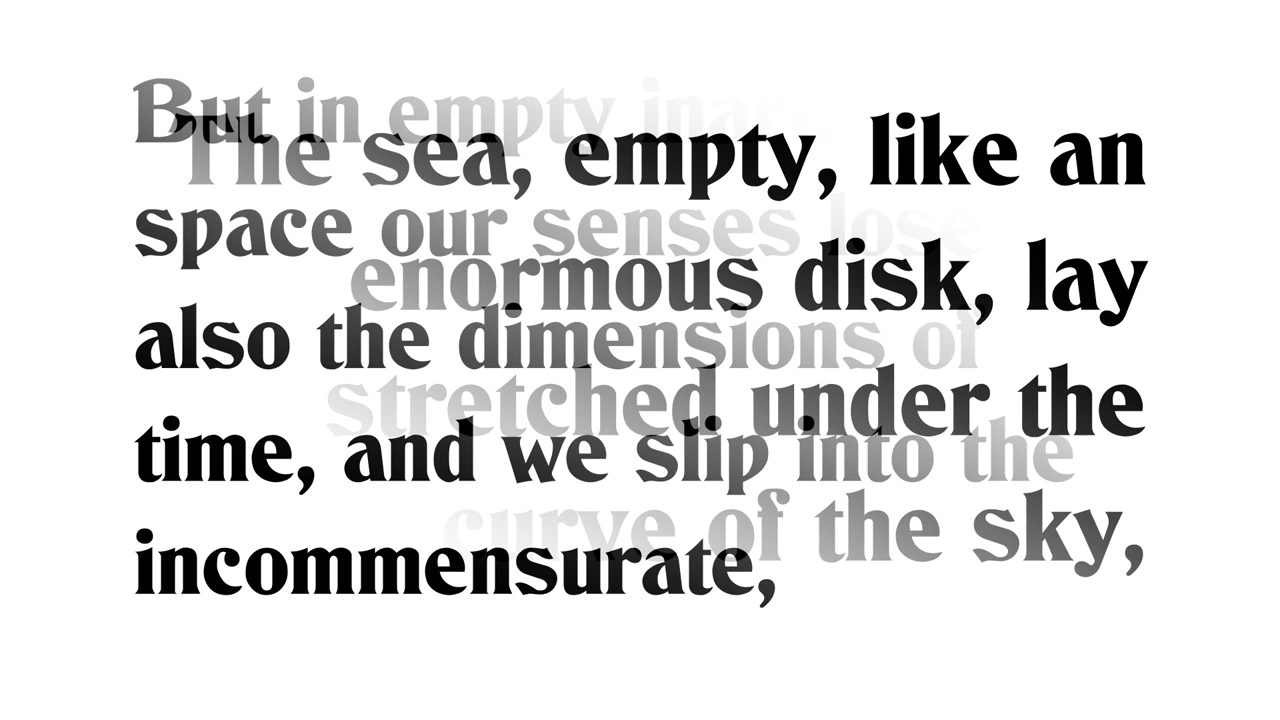 But in empty
space our senses lose
also the dimensions of
time, and we slip into the
incommensurate,
The sea, empty, like an
enormous disk, lay
stretched under the
curve of the sky,